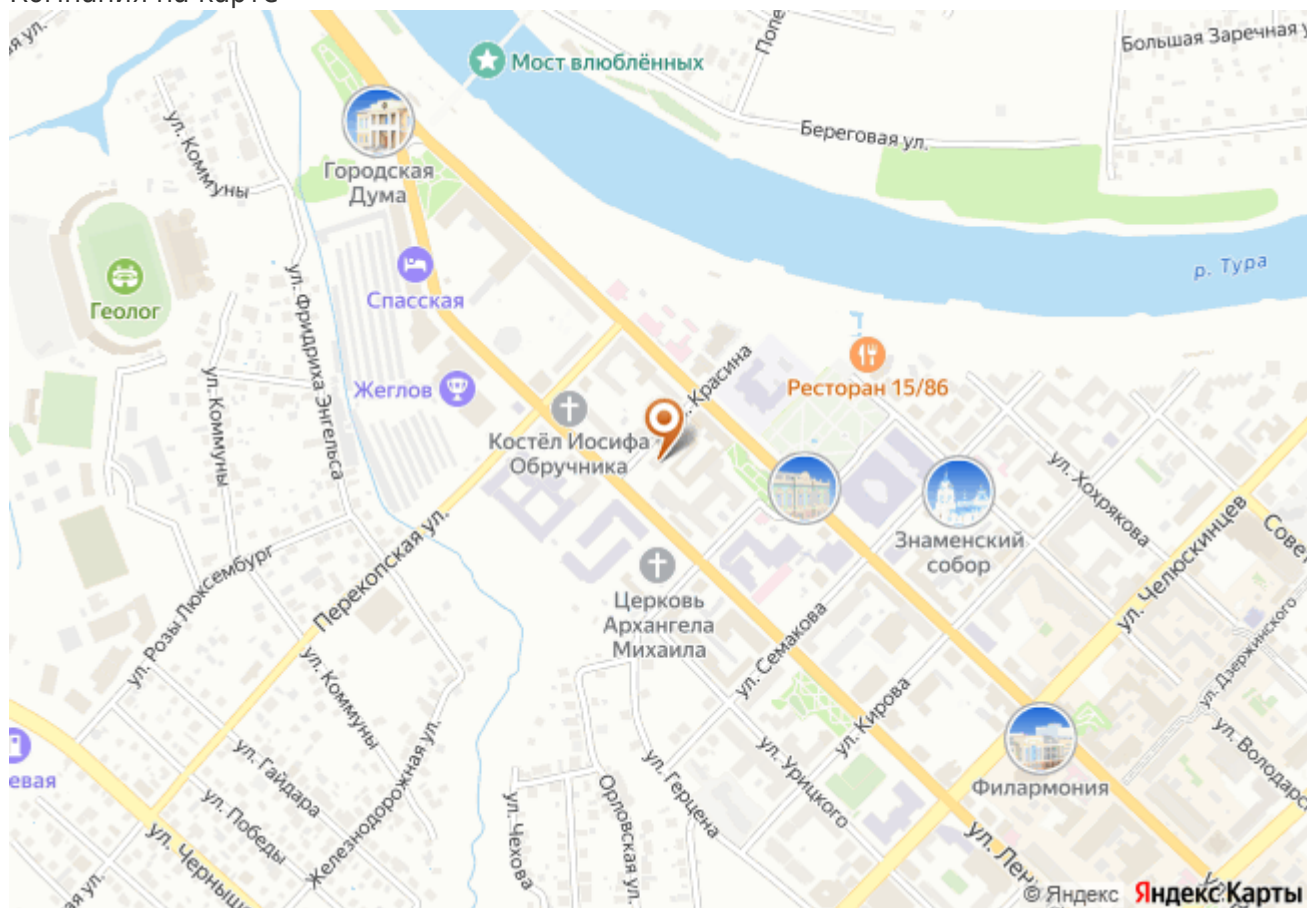 Компания на карте
Мост влюблённых
Большая Заречная
Береговая ул.
ул. Коммуны
Городская
Дума
р. Тура
Геолог
Спасская
ул. Фридриха Энгельса
Жеглов
ул. Коммуны
Красина
Ресторан 15/86
Костёл Иосифа
Обручника
ул. Хохрякова
Знаменский
собор
ул. Челюскинцев
Перекопская ул.
ул. Розы Люксембург
Церковь
Архангела
Михаила
ул. Семакова
ул. Дзержинского
ул. Кирова
ул. Коммуны
ул. Гайдара
Железнодорожная ул.
ул. Победы
ул. Герцена
ул. Урицкого
Филармония
ул. Чехова
Орловская ул.
© Яндекс Яндекс Карты